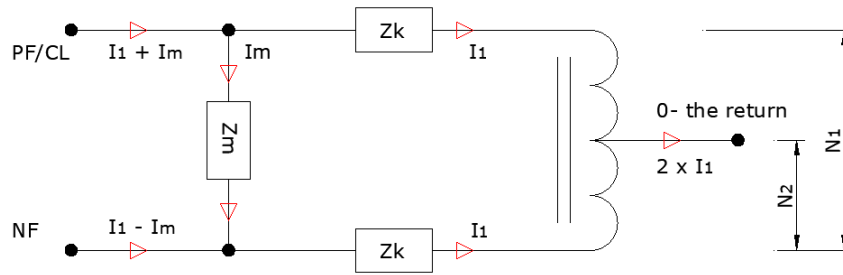 PF/CL
I1 + Im
Im
Zk
I1
Zm
0- the return
2 x I1
N1
N2
NF
I1 - Im
Zk
I1